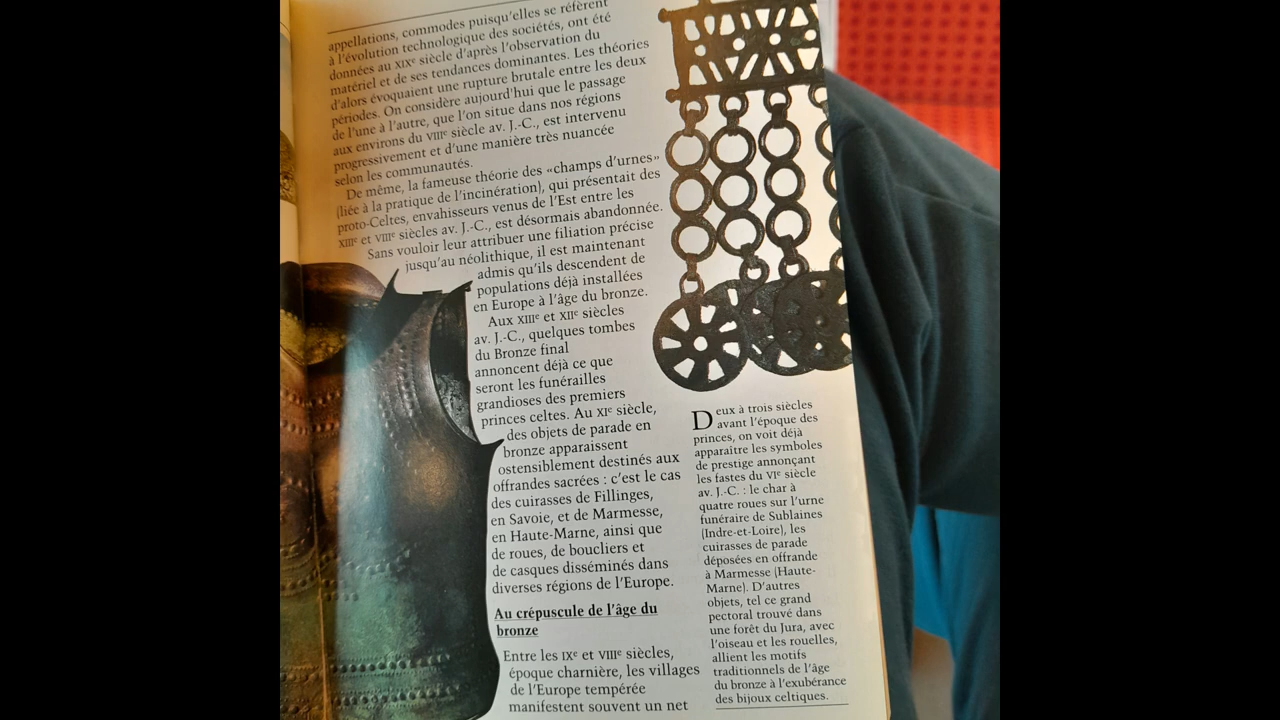 appellations, commodes puisqu'elles se réfèrent
à l'évolution technologique des sociétés, ont été
données au XIXe siècle d'après l'observation du
matériel et de ses tendances dominantes. Les théories
d'alors évoquaient une rupture brutale entre les deux
périodes. On considère aujourd'hui que le passage
de l'une à l'autre, que l'on situe dans nos régions
aux environs du VIIIe siècle av. J.-C., est intervenu
progressivement et d'une manière très nuancée
selon les communautés.
De même, la fameuse théorie des «champs d'urnes»
(liée à la pratique de l'incinération), qui présentait des
proto-Celtes, envahisseurs venus de l'Est entre les
XIIIe et VIIIe siècles av. J.-C., est désormais abandonnée.
Sans vouloir leur attribuer une filiation précise
jusqu'au néolithique, il est maintenant
admis qu'ils descendent de
populations déjà installées
en Europe à l'âge du bronze.
Aux XIIIe et XIIe siècles
av. J.-C., quelques tombes
du Bronze final
annoncent déjà ce que
seront les funérailles
grandioses des premiers
princes celtes. Au XIe siècle,
des objets de parade en
bronze apparaissent
ostensiblement destinés aux
offrandes sacrées : c'est le cas
des cuirasses de Fillinges,
en Savoie, et de Marmesse,
en Haute-Marne, ainsi que
de roues, de boucliers et
de casques disséminés dans
diverses régions de l'Europe.
Au crépuscule de l'âge du
bronze
Entre les IXe et VIIIe siècles,
époque charnière, les villages
de l'Europe tempérée
manifestent souvent un net
Deux à trois siècles
avant l'époque des
princes, on voit déjà
apparaître les symboles
de prestige annonçant
les fastes du VIe siècle
av. J.-C. : le char à
quatre roues sur l'urne
funéraire de Sublaines
(Indre-et-Loire), les
cuirasses de parade
déposées en offrande
à Marmesse (Haute-
Marne). D'autres
objets, tel ce grand
pectoral trouvé dans
une forêt du Jura, avec
l'oiseau et les rouelles,
allient les motifs
traditionnels de l'âge
du bronze à l'exubérance
des bijoux celtiques.